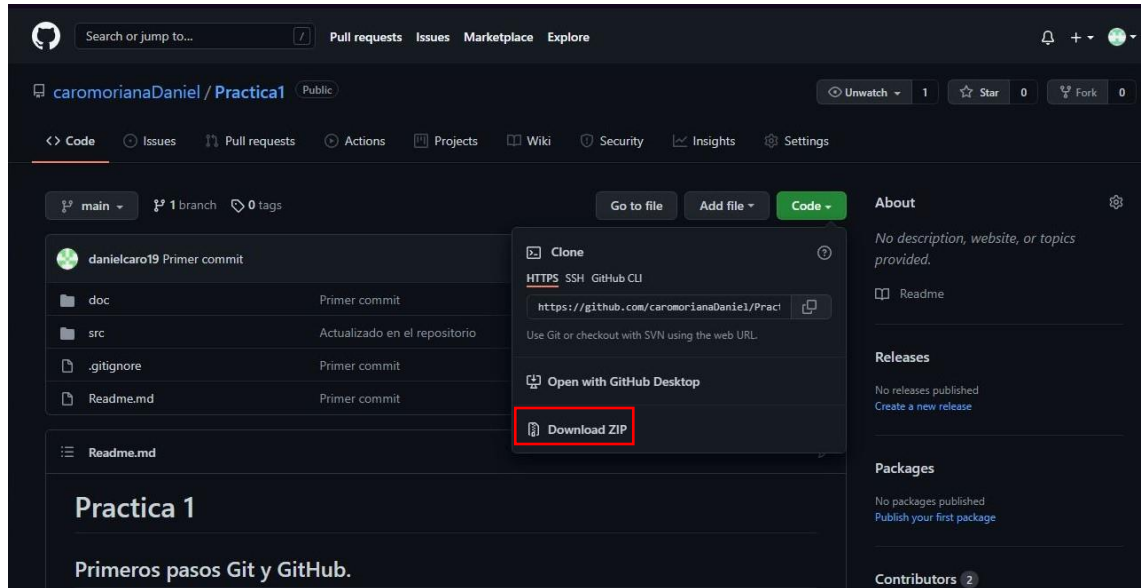 Search or jump to... /
Pull requests Issues Marketplace Explore
caromorianaDaniel / Practica1 Public
Unwatch 1 Star 0 Fork 0
Code Issues Pull requests Actions Projects Wiki Security Insights Settings
main 1 branch 0 tags
Go to file Add file Code
danielcaro19 Primer commit
doc Primer commit
src Actualizado en el repositorio
.gitignore Primer commit
Readme.md Primer commit
Clone
HTTPS SSH GitHub CLI
https://github.com/caromorianaDaniel/Pract
Use Git or checkout with SVN using the web URL.
Open with GitHub Desktop
Download ZIP
Readme.md
Practica 1
Primeros pasos Git y GitHub.
About
No description, website, or topics
provided.
Readme
Releases
No releases published
Create a new release
Packages
No packages published
Publish your first package
Contributors 2